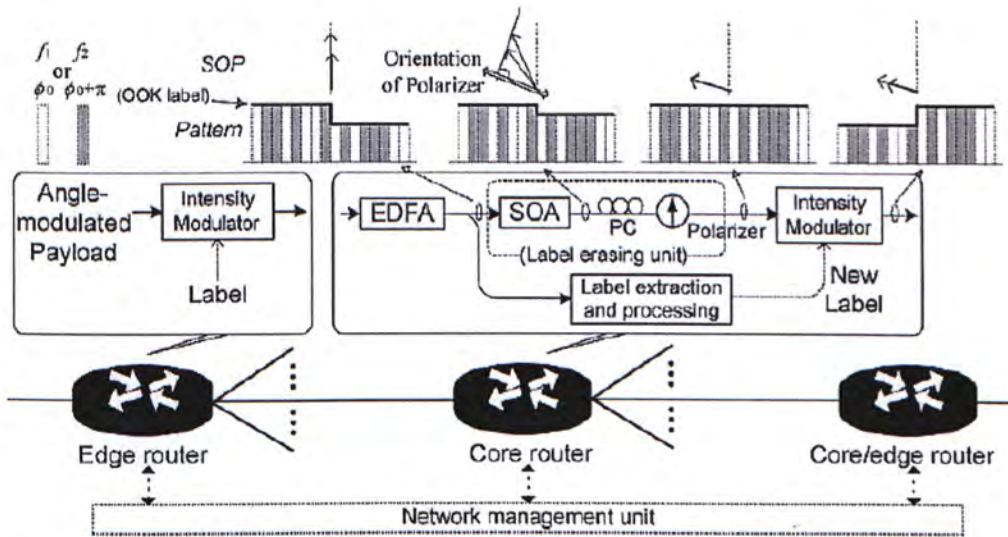 f1 f2
or
ϕ0 ϕ0+π
SOP
(OOK label)
Pattern
Orientation
of Polarizer
Angle-
modulated
Payload
Intensity
Modulator
Label
EDFA
SOA
PC
Polarizer
Intensity
Modulator
(Label erasing unit)
Label extraction
and processing
New
Label
Edge router
Core router
Core/edge router
Network management unit